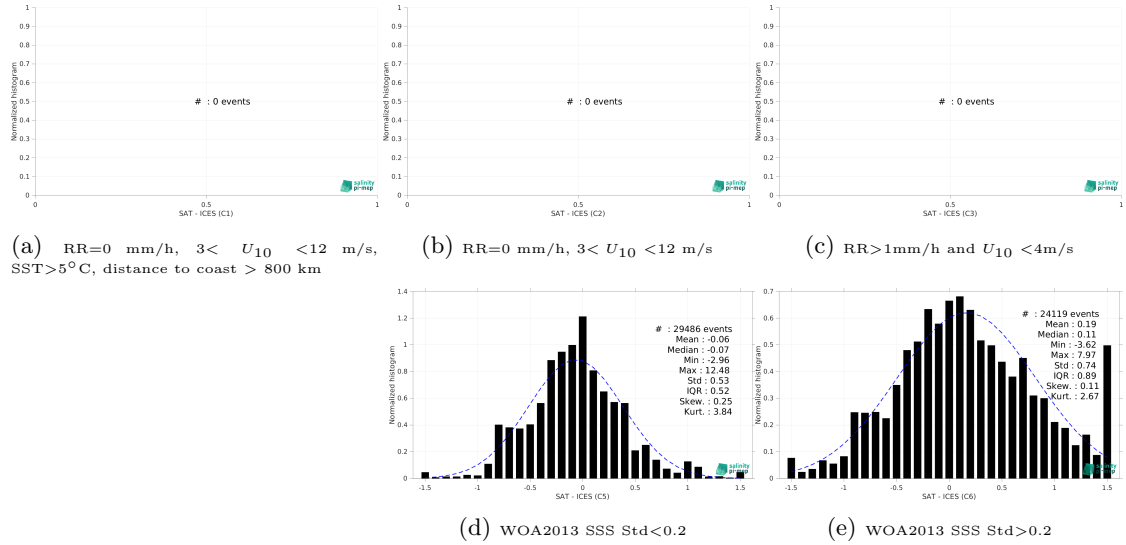 1
0.9
0.8
0.7
0.6
0.5
0.4
0.3
0.2
0.1
0
Normalized histogram
# : 0 events
0 0.5 1
SAT - ICES (C1)
salinity
pi-mep
1
0.9
0.8
0.7
0.6
0.5
0.4
0.3
0.2
0.1
0
Normalized histogram
# : 0 events
0 0.5 1
SAT - ICES (C2)
salinity
pi-mep
1
0.9
0.8
0.7
0.6
0.5
0.4
0.3
0.2
0.1
0
Normalized histogram
# : 0 events
0 0.5 1
SAT - ICES (C3)
salinity
pi-mep
(a) RR=0 mm/h, 3< U10 <12 m/s,
SST>5°C, distance to coast > 800 km
(b) RR=0 mm/h, 3< U10 <12 m/s
(c) RR>1mm/h and U10 <4m/s
1.4
1.2
1
0.8
0.6
0.4
0.2
0
Normalized histogram
# : 29486 events
Mean : -0.06
Median : -0.07
Min : -2.96
Max : 12.48
Std : 0.53
IQR : 0.52
Skew. : 0.25
Kurt. : 3.84
salinity
pi-mep
-1.5 -1 -0.5 0 0.5 1 1.5
SAT - ICES (C5)
0.7
0.6
0.5
0.4
0.3
0.2
0.1
0
Normalized histogram
# : 24119 events
Mean : 0.19
Median : 0.11
Min : -3.62
Max : 7.97
Std : 0.74
IQR : 0.89
Skew. : 0.11
Kurt. : 2.67
salinity
pi-mep
-1.5 -1 -0.5 0 0.5 1 1.5
SAT - ICES (C6)
(d) WOA2013 SSS Std<0.2
(e) WOA2013 SSS Std>0.2